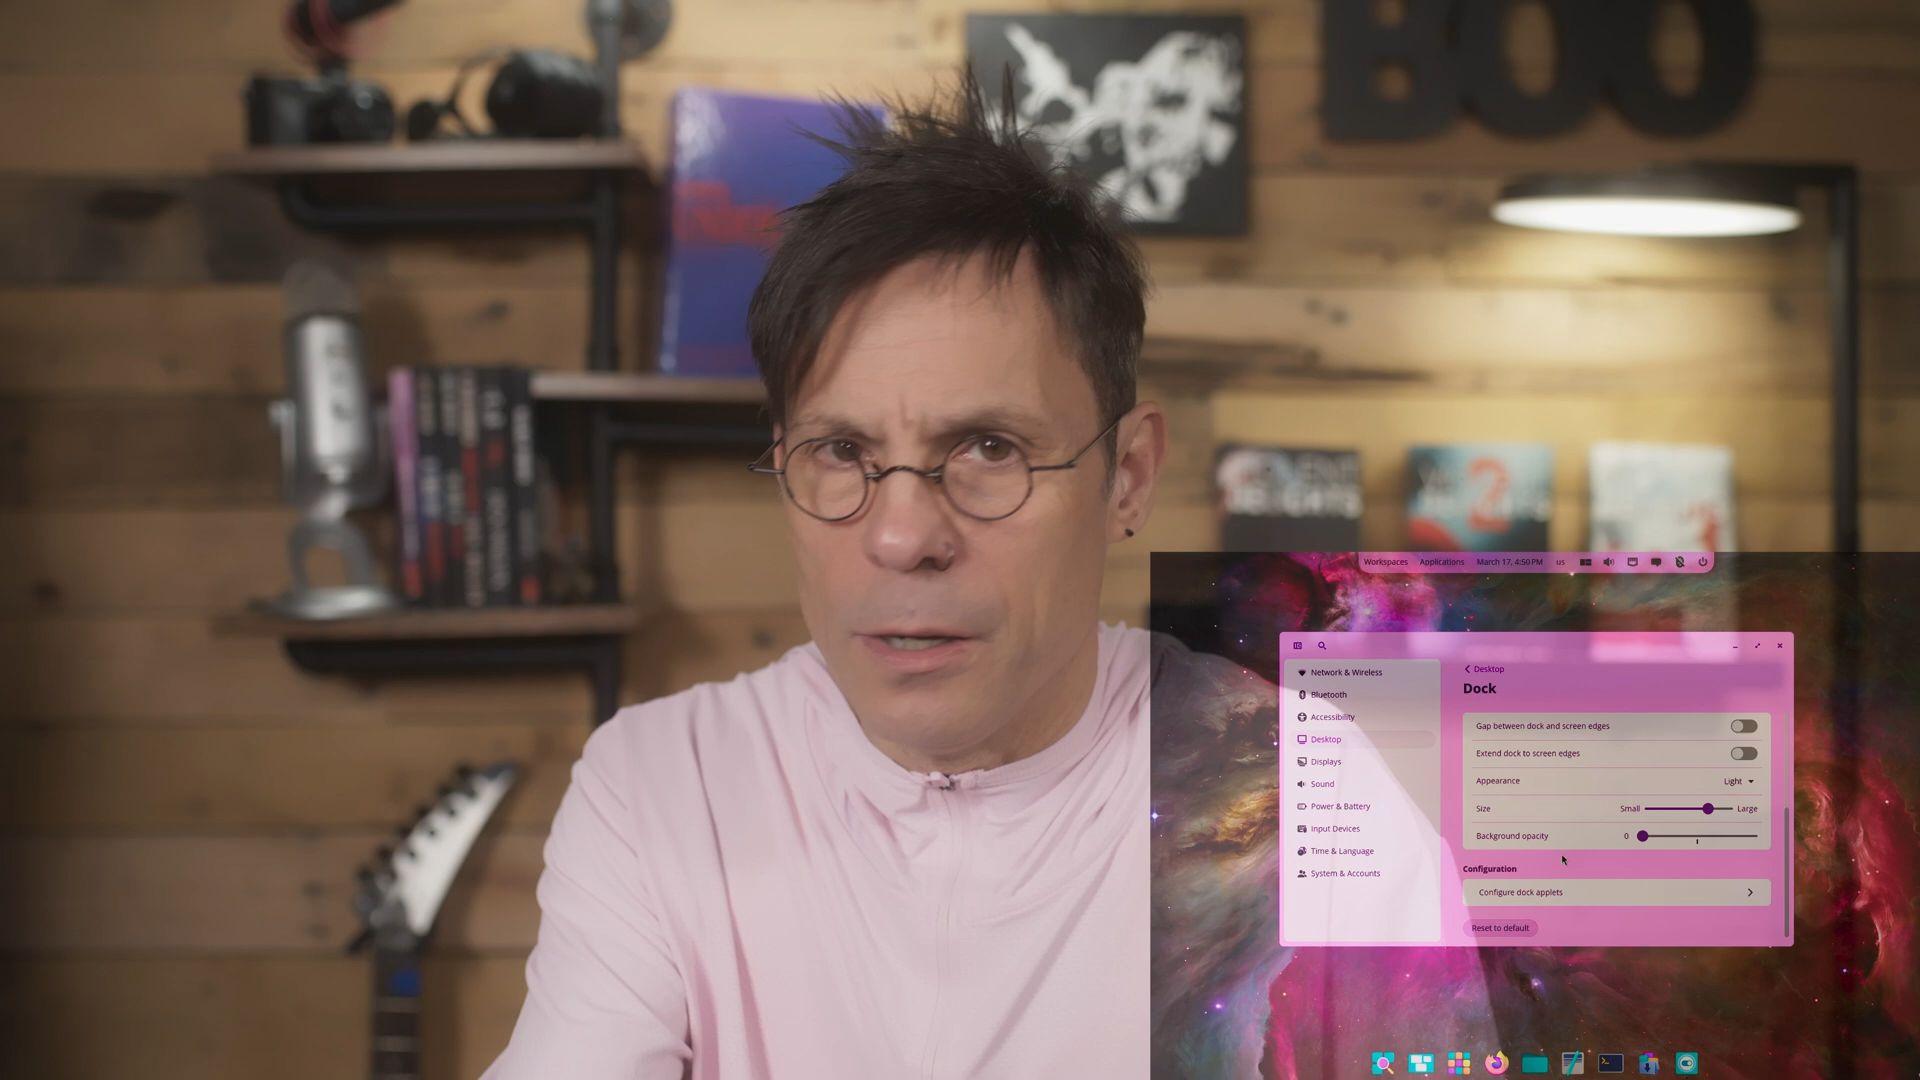 BOO
2
Workspaces Applications March 17, 4:50 PM us
Network & Wireless
Bluetooth
Accessibility
Desktop
Displays
Sound
Power & Battery
Input Devices
Time & Language
System & Accounts
Desktop
Dock
Gap between dock and screen edges
Extend dock to screen edges
Appearance Light
Size Small Large
Background opacity 0
Configuration
Configure dock applets
Reset to default